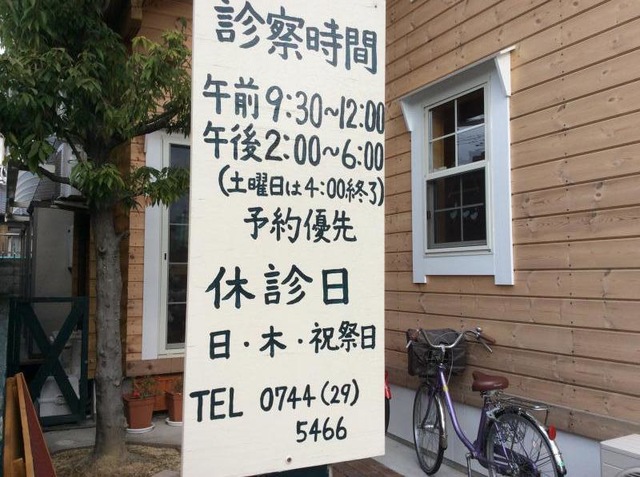 診察時間
午前9:30~12:00
午後2:00~6:00
(土曜日は4:00終了)
予約優先
休診日
日・木・祝祭日
TEL 0744(29)
5466